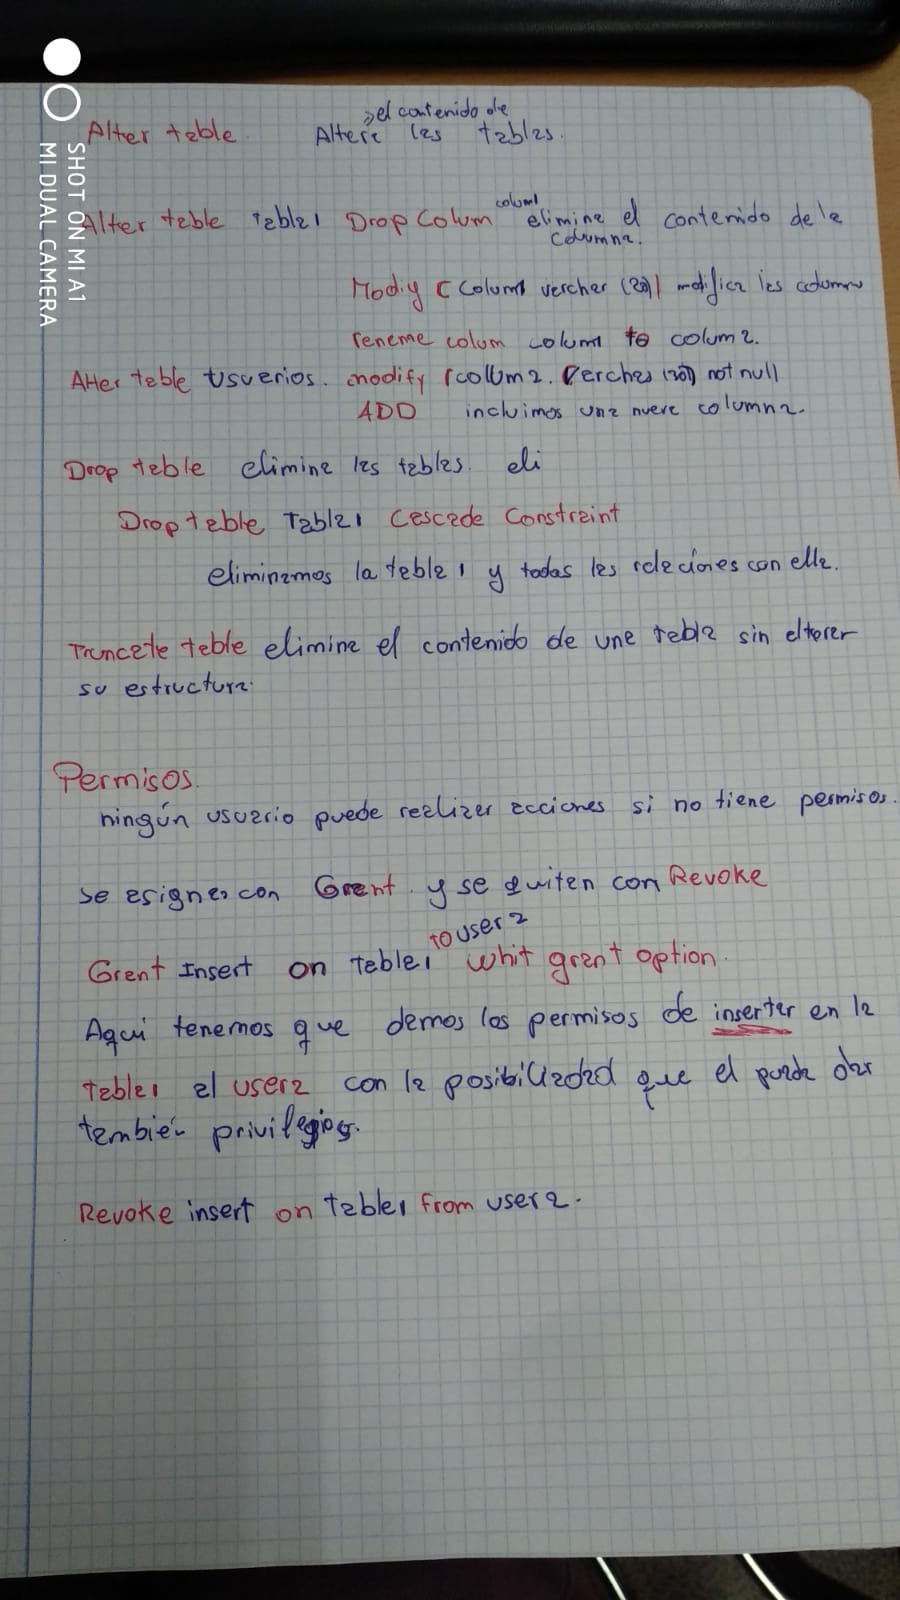 el contenido de
Alter table. Altera las tablas.
Alter table Tabla1 Drop Colum colum1 elimina el contenido de la
columna.
Modiy (Colum1 varchar (20)) modifica las column
rename colum colum1 to colum2.
Alter table Usuarios. modify (colum2. Varchar (20)) not null
ADD incluimos una nueva columna.
Drop table elimina las tablas. eli
Drop table Tabla1 Cascade Constraint
eliminamos la tabla1 y todas las relaciones con ella.
Truncate table elimina el contenido de una tabla sin alterar
su estructura.
Permisos.
ningún usuario puede realizar acciones si no tiene permisos.
se asignar con Grant. y se quitan con Revoke
to user2
Grant Insert on tabla1 whit grant option.
Aqui tenemos que damos los permisos de insertar en la
tabla1 al user2 con la posibilidad que el pueda dar
también privilegios.
Revoke insert on tabla1 from user2.
SHOT ON MI A1
MI DUAL CAMERA